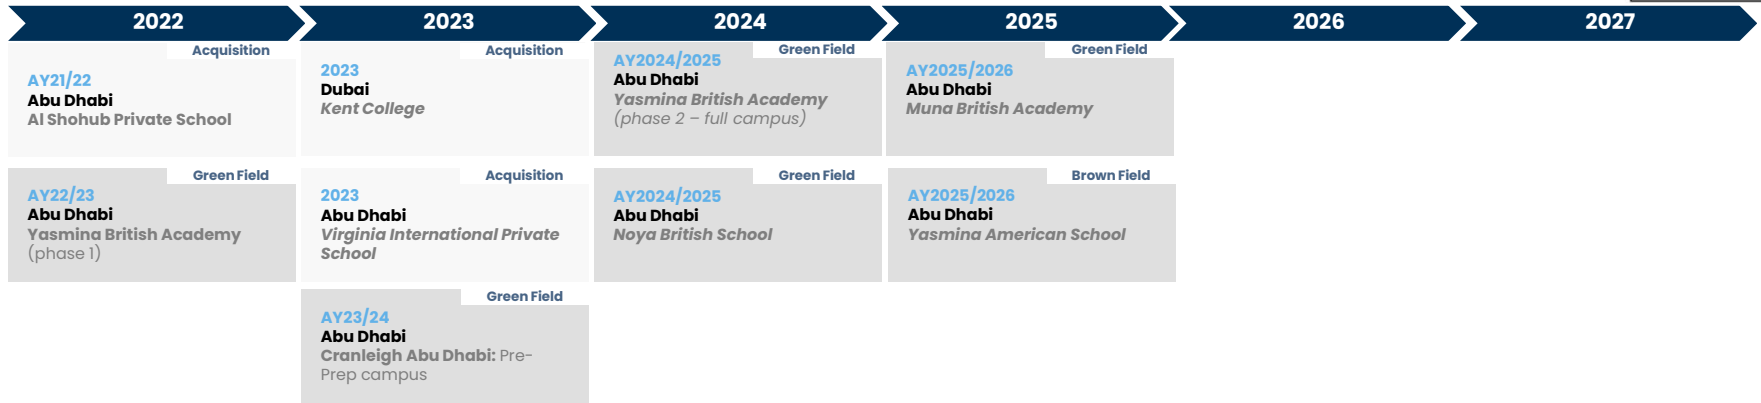 2022
2023
2024
2025
2026
2027
Acquisition
AY21/22
Abu Dhabi
Al Shohub Private School
Acquisition
2023
Dubai
Kent College
Green Field
AY2024/2025
Abu Dhabi
Yasmina British Academy
(phase 2 – full campus)
Green Field
AY2025/2026
Abu Dhabi
Muna British Academy
Green Field
AY22/23
Abu Dhabi
Yasmina British Academy
(phase 1)
Acquisition
2023
Abu Dhabi
Virginia International Private
School
Green Field
AY2024/2025
Abu Dhabi
Noya British School
Brown Field
AY2025/2026
Abu Dhabi
Yasmina American School
Green Field
AY23/24
Abu Dhabi
Cranleigh Abu Dhabi: Pre-
Prep campus